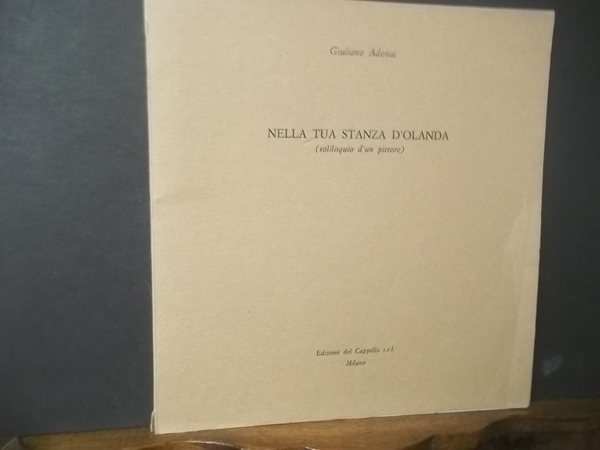 Giuliano Adonai
NELLA TUA STANZA D'OLANDA
(soliloquio d'un pittore)
Edizioni del Cappello s.r.l.
Milano